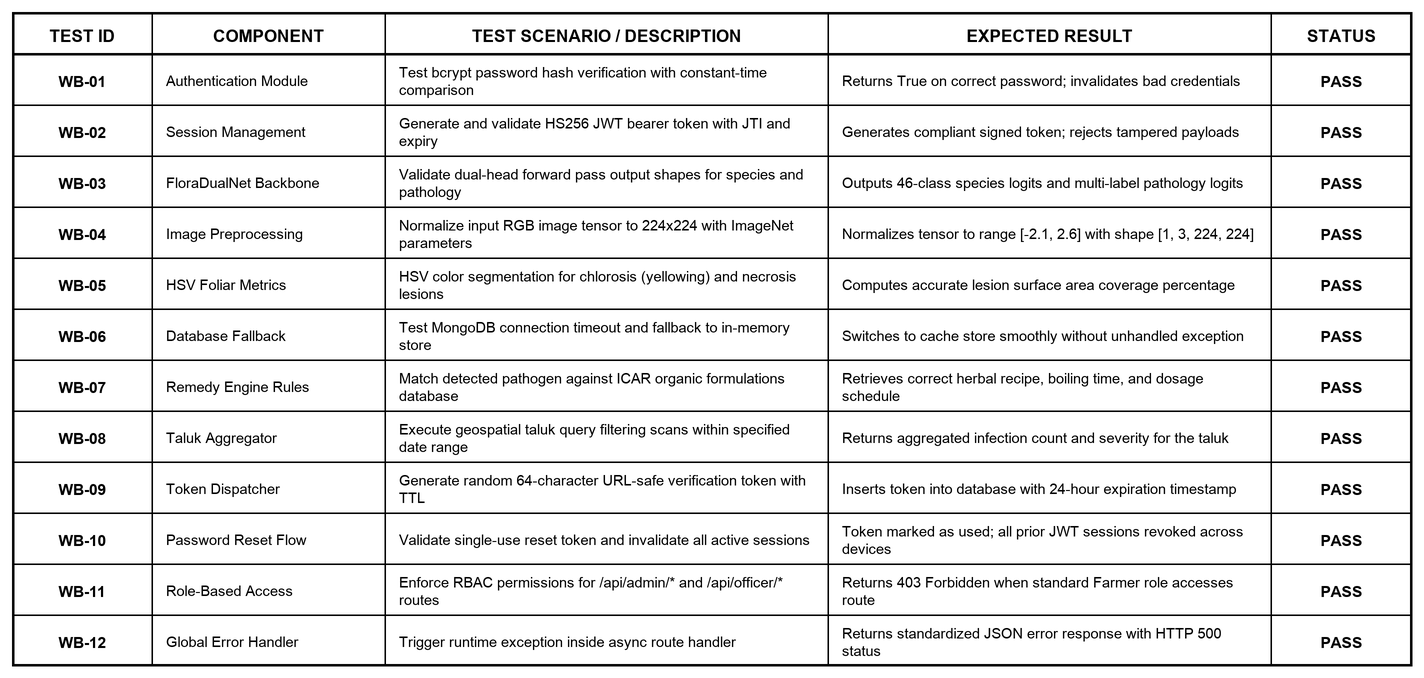 TEST ID COMPONENT TEST SCENARIO / DESCRIPTION EXPECTED RESULT STATUS
WB-01 Authentication Module Test bcrypt password hash verification with constant-time
comparison Returns True on correct password; invalidates bad credentials PASS
WB-02 Session Management Generate and validate HS256 JWT bearer token with JTI and
expiry Generates compliant signed token; rejects tampered payloads PASS
WB-03 FloraDualNet Backbone Validate dual-head forward pass output shapes for species and
pathology Outputs 46-class species logits and multi-label pathology logits PASS
WB-04 Image Preprocessing Normalize input RGB image tensor to 224x224 with ImageNet
parameters Normalizes tensor to range [-2.1, 2.6] with shape [1, 3, 224, 224] PASS
WB-05 HSV Foliar Metrics HSV color segmentation for chlorosis (yellowing) and necrosis
lesions Computes accurate lesion surface area coverage percentage PASS
WB-06 Database Fallback Test MongoDB connection timeout and fallback to in-memory
store Switches to cache store smoothly without unhandled exception PASS
WB-07 Remedy Engine Rules Match detected pathogen against ICAR organic formulations
database Retrieves correct herbal recipe, boiling time, and dosage
schedule PASS
WB-08 Taluk Aggregator Execute geospatial taluk query filtering scans within specified
date range Returns aggregated infection count and severity for the taluk PASS
WB-09 Token Dispatcher Generate random 64-character URL-safe verification token with
TTL Inserts token into database with 24-hour expiration timestamp PASS
WB-10 Password Reset Flow Validate single-use reset token and invalidate all active sessions Token marked as used; all prior JWT sessions revoked across
devices PASS
WB-11 Role-Based Access Enforce RBAC permissions for /api/admin/* and /api/officer/*
routes Returns 403 Forbidden when standard Farmer role accesses
route PASS
WB-12 Global Error Handler Trigger runtime exception inside async route handler Returns standardized JSON error response with HTTP 500
status PASS